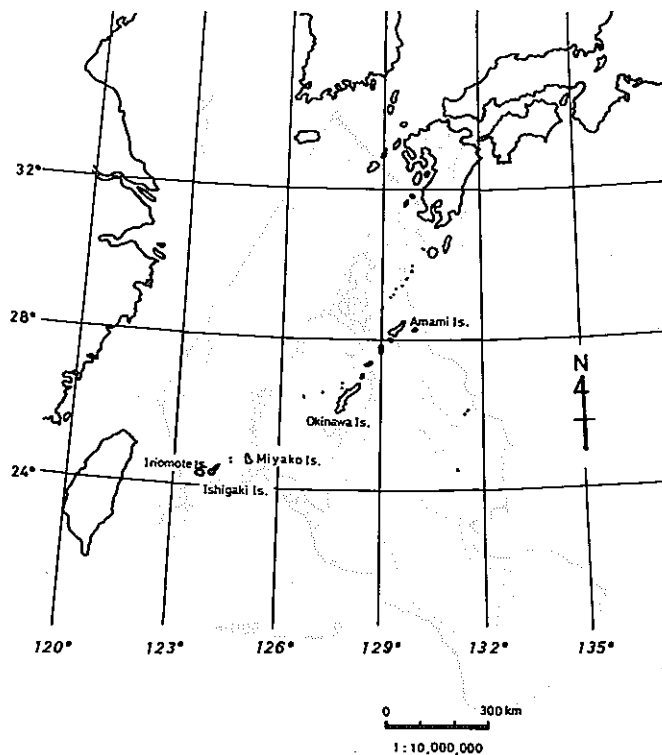 32°
28°
Amami Is.
N
Okinawa Is.
Iriomote Is.
Miyako Is.
24°
Ishigaki Is.
120°
123°
126°
129°
132°
135°
0
300 km
1 : 10,000,000